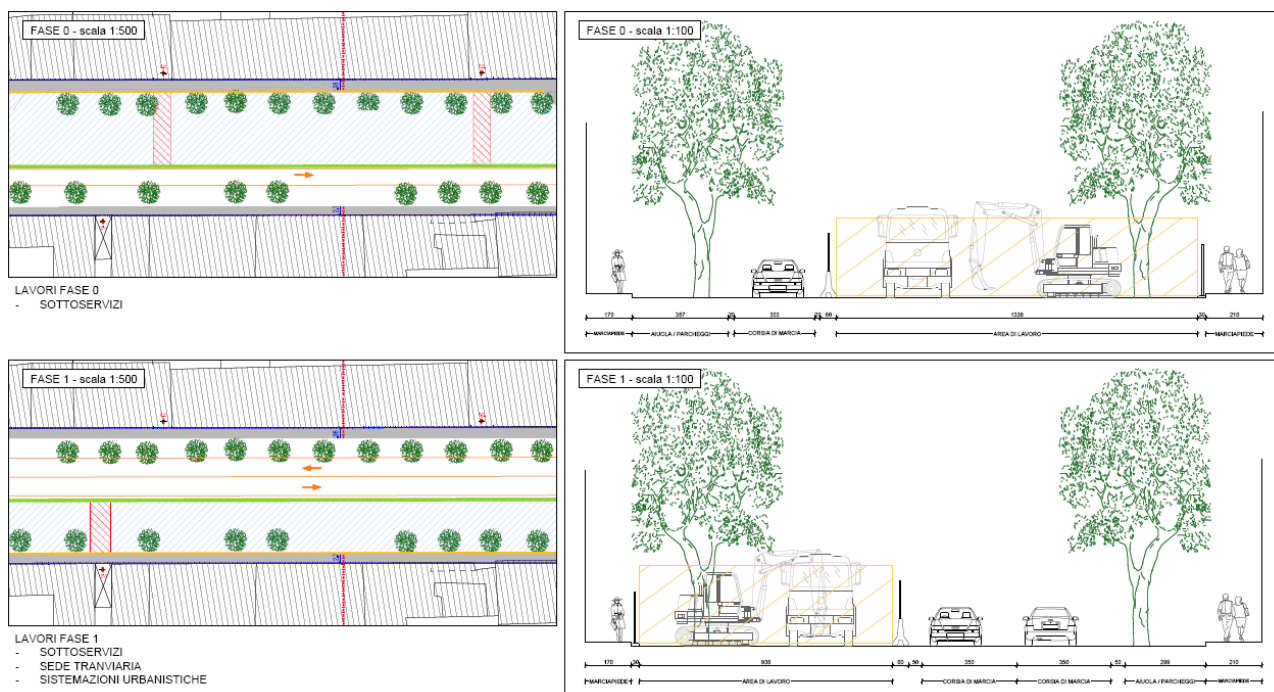 FASE 0 - scala 1:500
FASE 0 - scala 1:100
LAVORI FASE 0
- SOTTOSERVIZI
170 357 300 60 1338 30 210
MARCIAPIEDE AIUOLA / PARCHEGGI CORSIA DI MARCIA AREA DI LAVORO MARCIAPIEDE
FASE 1 - scala 1:500
FASE 1 - scala 1:100
LAVORI FASE 1
- SOTTOSERVIZI
- SEDE TRANVIARIA
- SISTEMAZIONI URBANISTICHE
170 936 350 350 299 210
MARCIAPIEDE AREA DI LAVORO CORSIA DI MARCIA CORSIA DI MARCIA AIUOLA / PARCHEGGI MARCIAPIEDE